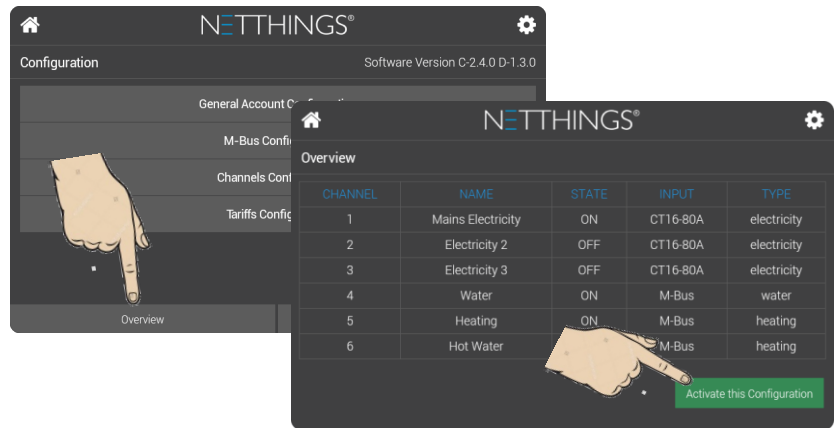 NETTHINGS®
Configuration Software Version C-2.4.0 D-1.3.0
General Account
M-Bus
Channels
Tariffs
Overview
NETTHINGS®
Overview
CHANNEL NAME STATE INPUT TYPE
1 Mains Electricity ON CT16-80A electricity
2 Electricity 2 OFF CT16-80A electricity
3 Electricity 3 OFF CT16-80A electricity
4 Water ON M-Bus water
5 Heating ON M-Bus heating
6 Hot Water M-Bus heating
Activate this Configuration